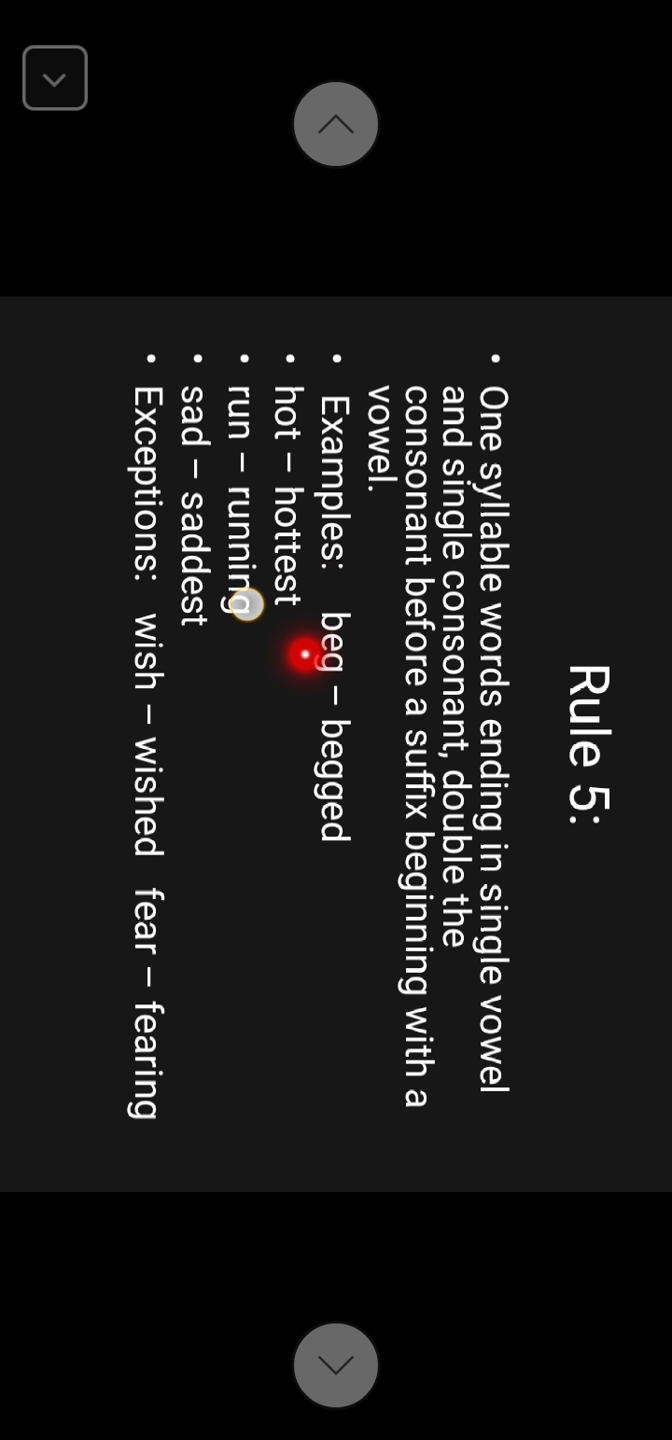 Rule 5:
• One syllable words ending in single vowel
and single consonant, double the
consonant before a suffix beginning with a
vowel.
• Examples: beg – begged
• hot – hottest
• run – running
• sad – saddest
• Exceptions: wish – wished fear – fearing